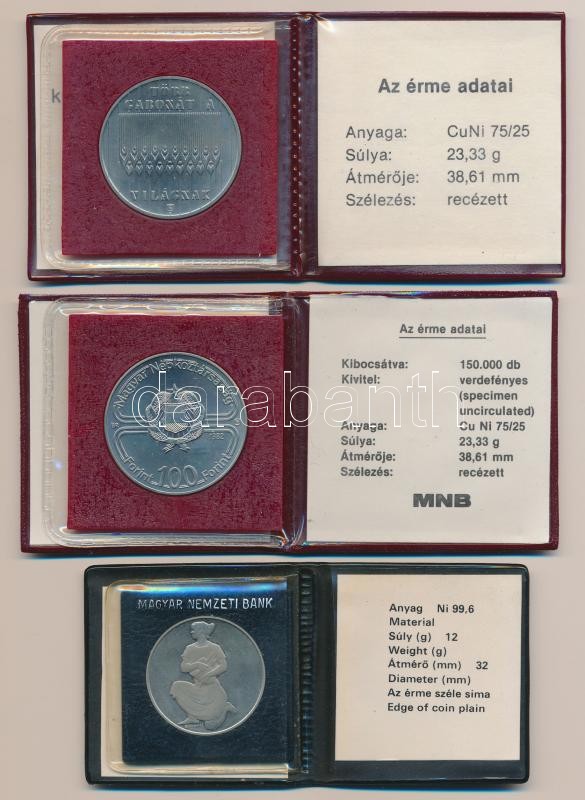 k
TÖBB
GABONÁT A
VILÁGNAK
Az érme adatai
Anyaga: CuNi 75/25
Súlya: 23,33 g
Átmérője: 38,61 mm
Szélezés: recézett
Magyar Népköztársaság
1982
100
Forint Forint
Az érme adatai
Kibocsátva: 150.000 db
Kivitel: verdefényes
(specimen
uncirculated)
Anyaga: Cu Ni 75/25
Súlya: 23,33 g
Átmérője: 38,61 mm
Szélezés: recézett
MNB
darabanth
MAGYAR NEMZETI BANK
Anyag Ni 99,6
Material
Súly (g) 12
Weight (g)
Átmérő (mm) 32
Diameter (mm)
Az érme széle sima
Edge of coin plain